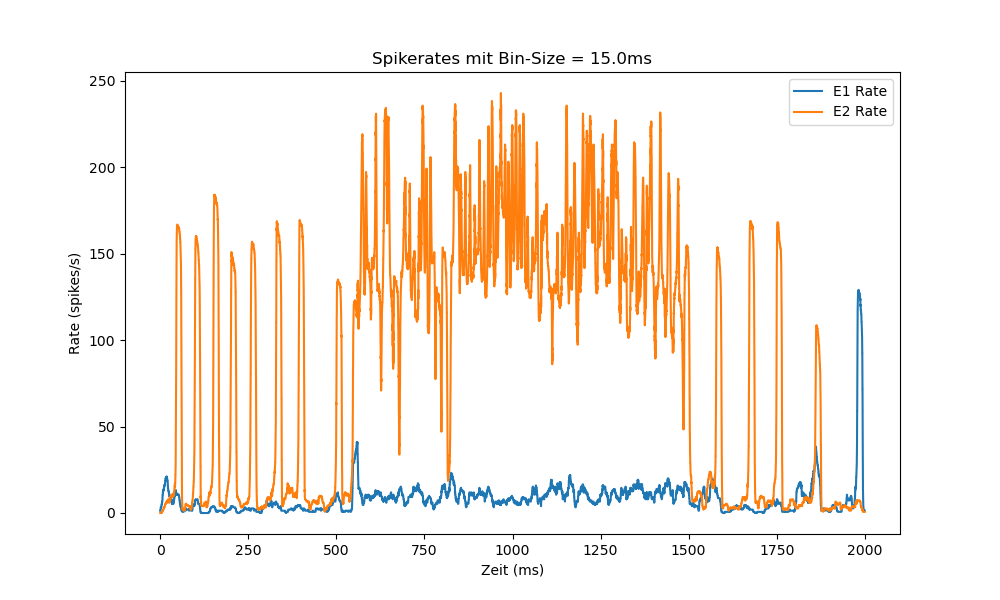 Spikerates mit Bin-Size = 15.0ms
E1 Rate
E2 Rate
Rate (spikes/s)
250
200
150
100
50
0
0 250 500 750 1000 1250 1500 1750 2000
Zeit (ms)